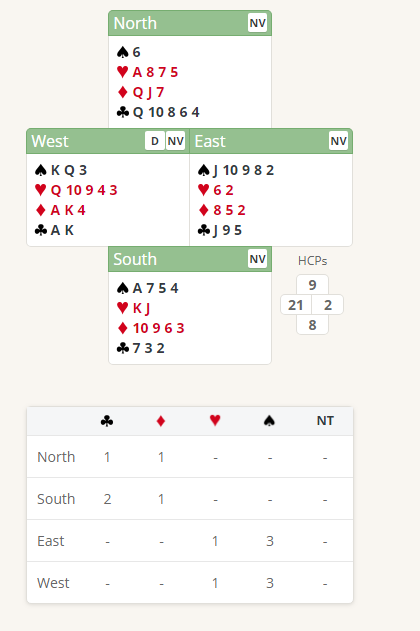 North NV
♠ 6
♥ A 8 7 5
♦ Q J 7
♣ Q 10 8 6 4
West D NV
♠ K Q 3
♥ Q 10 9 4 3
♦ A K 4
♣ A K
East NV
♠ J 10 9 8 2
♥ 6 2
♦ 8 5 2
♣ J 9 5
South NV
♠ A 7 5 4
♥ K J
♦ 10 9 6 3
♣ 7 3 2
HCPs
9
21 2
8
♣ ♦ ♥ ♠ NT
North 1 1 - - -
South 2 1 - - -
East - - 1 3 -
West - - 1 3 -